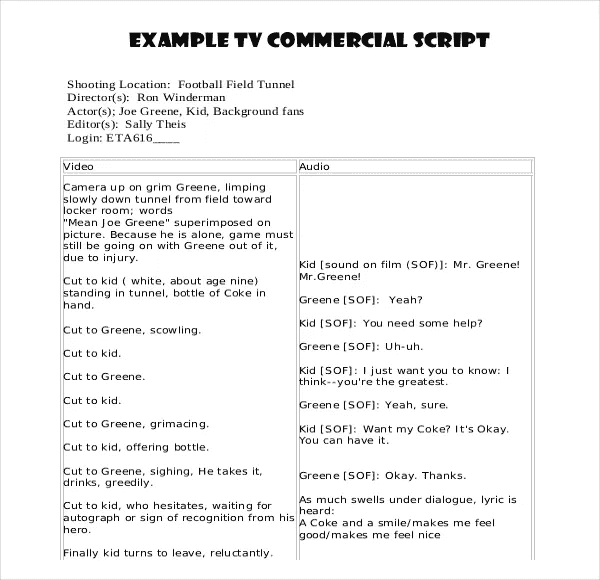 EXAMPLE TV COMMERCIAL SCRIPT
Shooting Location:  Football Field Tunnel
Director(s):  Ron Winderman
Actor(s); Joe Greene, Kid, Background fans
Editor(s):  Sally Theis
Login: ETA616____
Video
Camera up on grim Greene, limping
slowly down tunnel from field toward
locker room; words
"Mean Joe Greene" superimposed on
picture. Because he is alone, game must
still be going on with Greene out of it,
due to injury.
Cut to kid ( white, about age nine)
standing in tunnel, bottle of Coke in
hand.
Cut to Greene, scowling.
Cut to kid.
Cut to Greene.
Cut to kid.
Cut to Greene, grimacing.
Cut to kid, offering bottle.
Cut to Greene, sighing, He takes it,
drinks, greedily.
Cut to kid, who hesitates, waiting for
autograph or sign of recognition from his
hero.
Finally kid turns to leave, reluctantly.
Audio
Kid [sound on film (SOF)]: Mr. Greene!
Mr.Greene!
Greene [SOF]:  Yeah?
Kid [SOF]: You need some help?
Greene [SOF]: Uh-uh.
Kid [SOF]: I just want you to know: I
think--you're the greatest.
Greene [SOF]: Yeah, sure.
Kid [SOF]:  Want my Coke? It's Okay.
You can have it.
Greene [SOF]: Okay. Thanks.
As much swells under dialogue, lyric is
heard:
A Coke and a smile/makes me feel
good/makes me feel nice